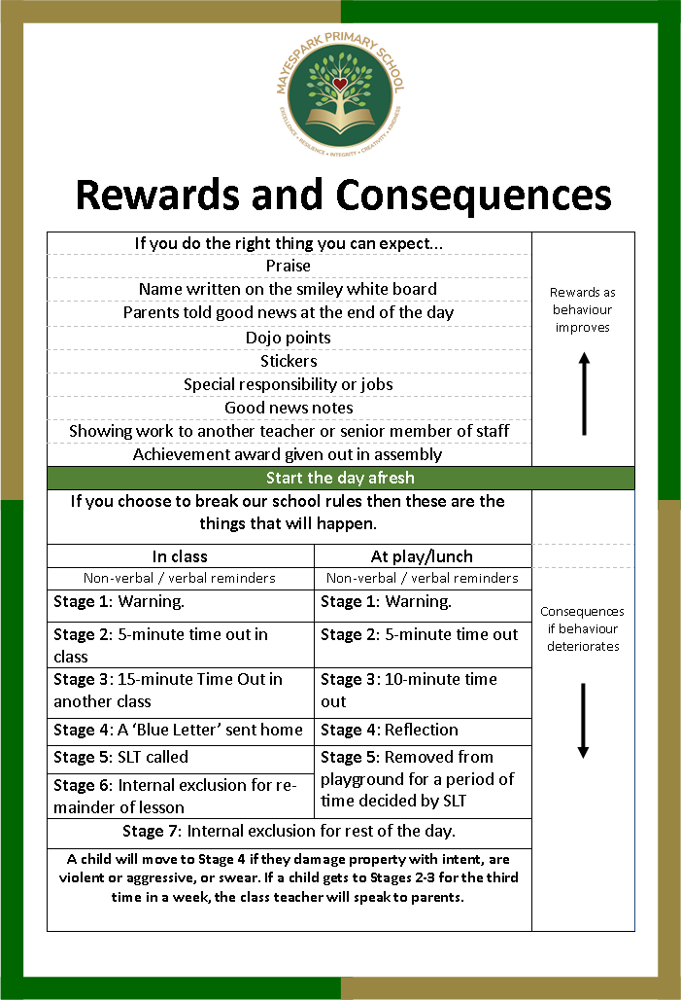 MAYESPARK PRIMARY SCHOOL
EXCELLENCE • RESILIENCE • INTEGRITY • CREATIVITY • KINDNESS
Rewards and Consequences
If you do the right thing you can expect...
Praise
Name written on the smiley white board
Parents told good news at the end of the day
Dojo points
Stickers
Special responsibility or jobs
Good news notes
Showing work to another teacher or senior member of staff
Achievement award given out in assembly
Rewards as
behaviour
improves
Start the day afresh
If you choose to break our school rules then these are the
things that will happen.
In class
At play/lunch
Non-verbal / verbal reminders
Non-verbal / verbal reminders
Stage 1: Warning.
Stage 1: Warning.
Stage 2: 5-minute time out in
class
Stage 2: 5-minute time out
Stage 3: 15-minute Time Out in
another class
Stage 3: 10-minute time
out
Stage 4: A ‘Blue Letter’ sent home
Stage 4: Reflection
Stage 5: SLT called
Stage 5: Removed from
playground for a period of
time decided by SLT
Stage 6: Internal exclusion for re-
mainder of lesson
Stage 7: Internal exclusion for rest of the day.
A child will move to Stage 4 if they damage property with intent, are
violent or aggressive, or swear. If a child gets to Stages 2-3 for the third
time in a week, the class teacher will speak to parents.
Consequences
if behaviour
deteriorates